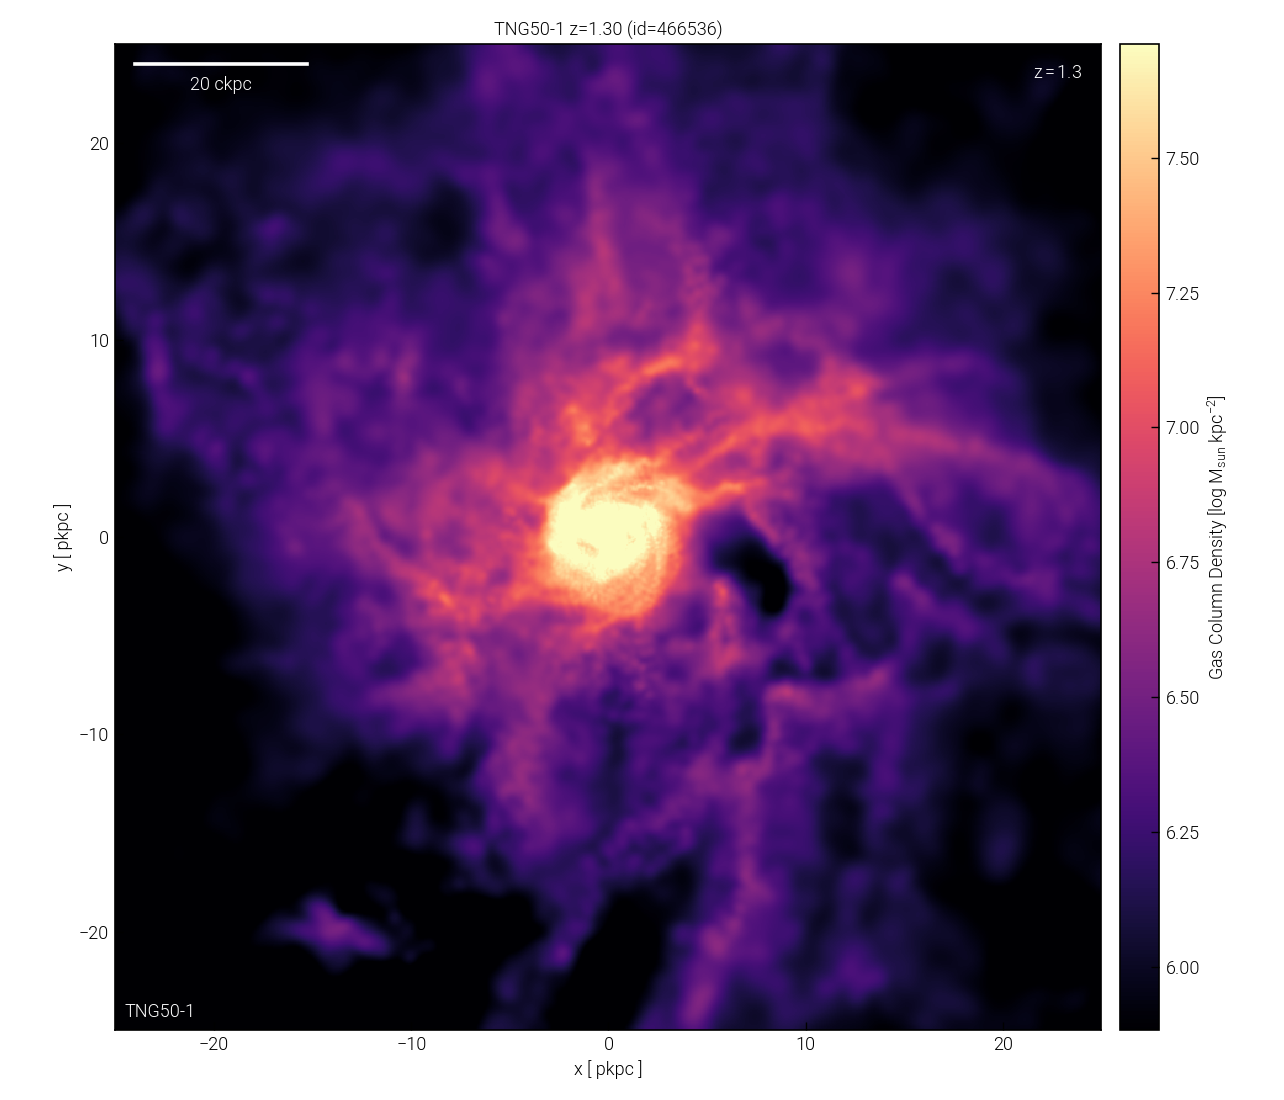 TNG50-1 z=1.30 (id=466536)
20 ckpc
z = 1.3
20
10
0
−10
−20
TNG50-1
−20
−10
0
10
20
x [ pkpc ]
y [ pkpc ]
7.50
7.25
7.00
6.75
6.50
6.25
6.00
Gas Column Density [log Msun kpc−2]